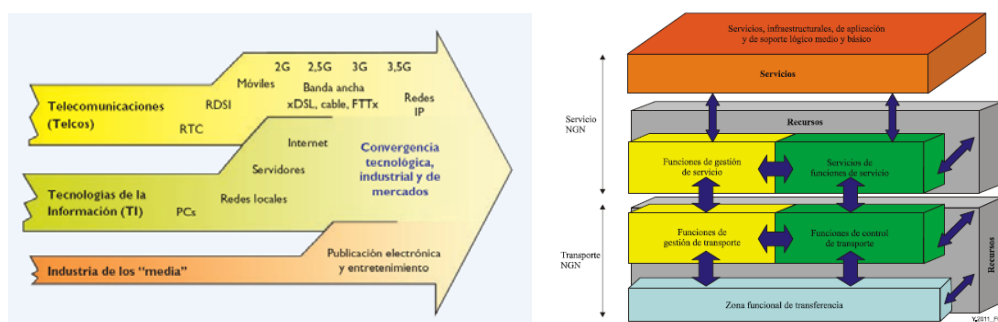 2G 2,5G 3G 3,5G
Móviles
Banda ancha
xDSL, cable, FTTx
Redes
IP
Telecomunicaciones
(Telcos)
RDSI
RTC
Internet
Convergencia
tecnológica,
industrial y de
mercados
Servidores
Tecnologías de la
Información (TI)
Redes locales
PCs
Publicación electrónica
y entretenimiento
Industria de los “media”
Servicios, infraestructurales, de aplicación
y de soporte lógico medio y básico
Servicios
Servicio
NGN
Recursos
Funciones de gestión
de servicio
Servicios de
funciones de servicio
Transporte
NGN
Funciones de
gestión de transporte
Funciones de control
de transporte
Recursos
Zona funcional de transferencia